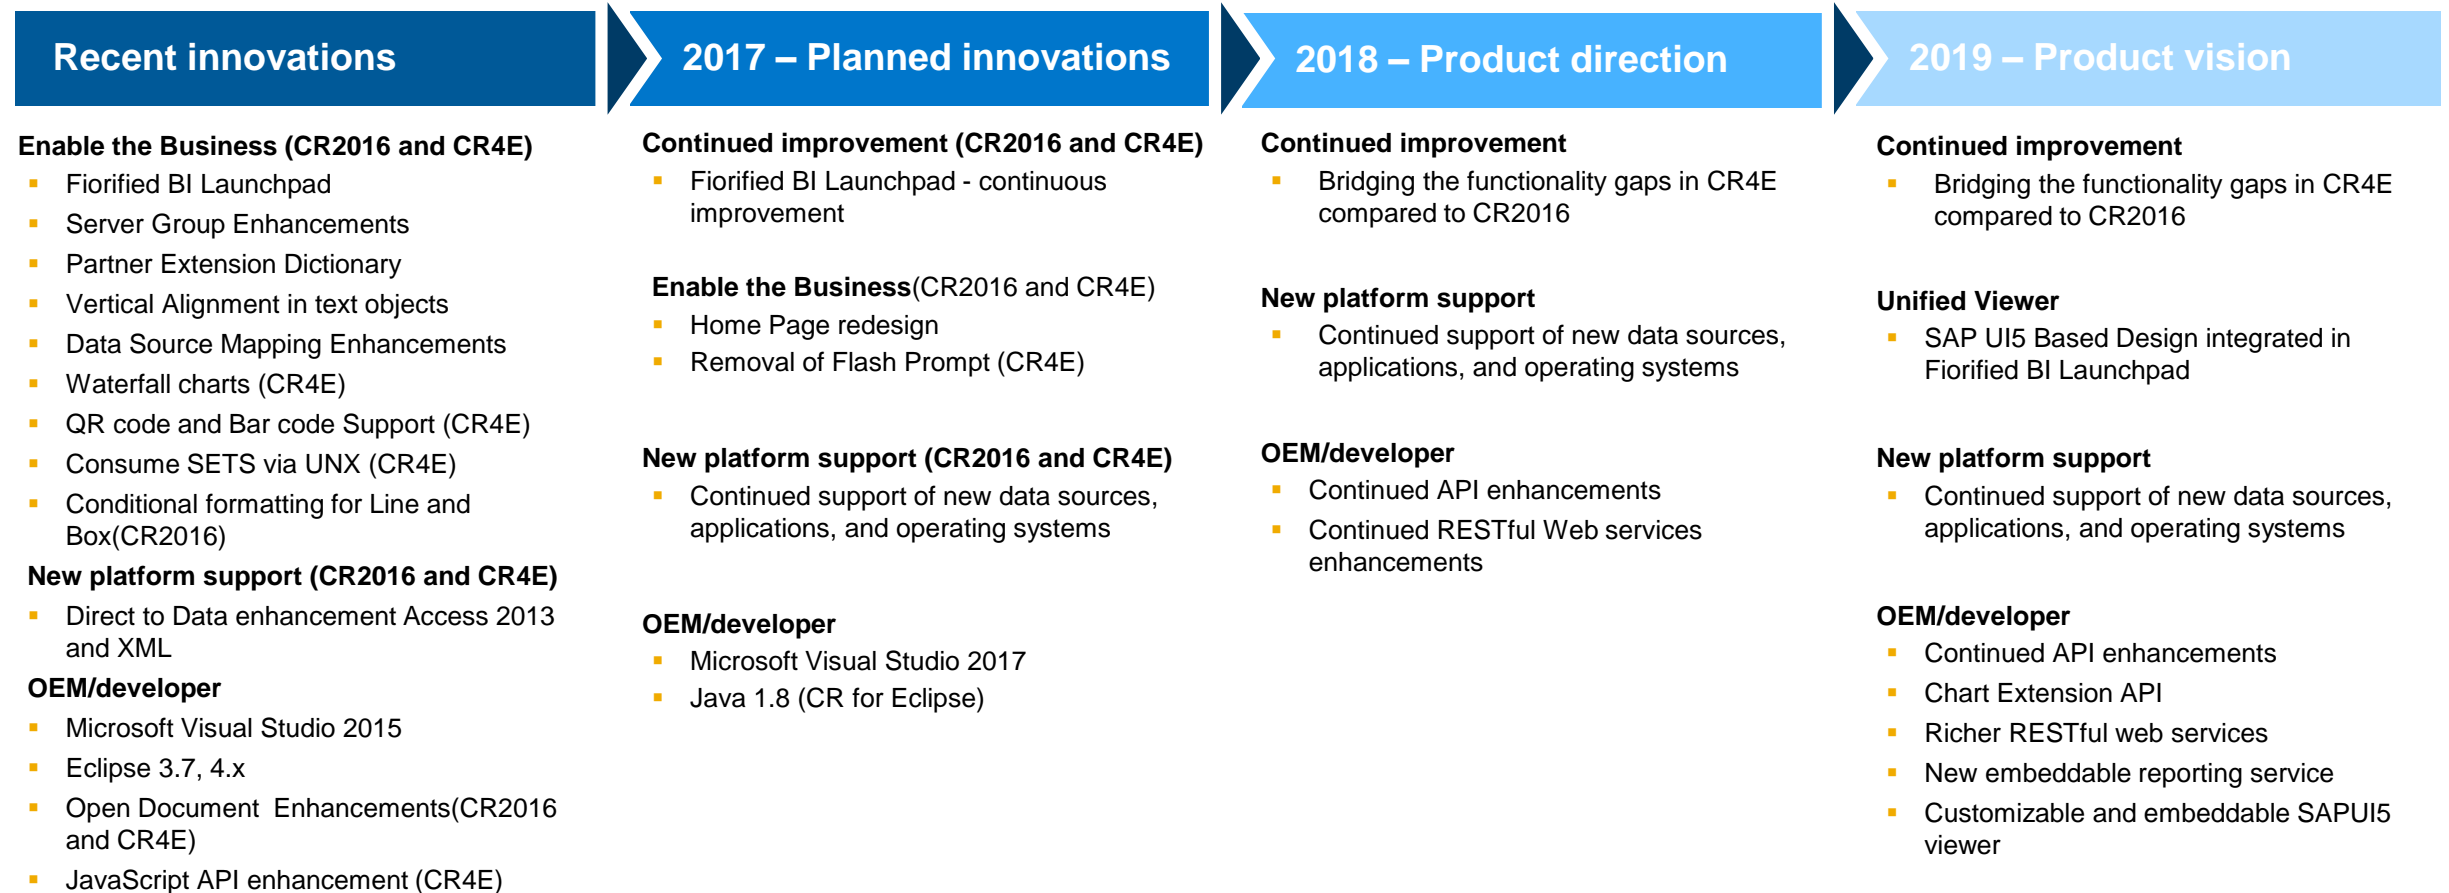 Recent innovations
Enable the Business (CR2016 and CR4E)
Fiorified BI Launchpad
Server Group Enhancements
Partner Extension Dictionary
Vertical Alignment in text objects
Data Source Mapping Enhancements
Waterfall charts (CR4E)
QR code and Bar code Support (CR4E)
Consume SETS via UNX (CR4E)
Conditional formatting for Line and
Box(CR2016)
New platform support (CR2016 and CR4E)
Direct to Data enhancement Access 2013
and XML
OEM/developer
Microsoft Visual Studio 2015
Eclipse 3.7, 4.x
Open Document  Enhancements(CR2016
and CR4E)
JavaScript API enhancement (CR4E)
2017 – Planned innovations
Continued improvement (CR2016 and CR4E)
Fiorified BI Launchpad - continuous
improvement
Enable the Business(CR2016 and CR4E)
Home Page redesign
Removal of Flash Prompt (CR4E)
New platform support (CR2016 and CR4E)
Continued support of new data sources,
applications, and operating systems
OEM/developer
Microsoft Visual Studio 2017
Java 1.8 (CR for Eclipse)
2018 – Product direction
Continued improvement
Bridging the functionality gaps in CR4E
compared to CR2016
New platform support
Continued support of new data sources,
applications, and operating systems
OEM/developer
Continued API enhancements
Continued RESTful Web services
enhancements
2019 – Product vision
Continued improvement
Bridging the functionality gaps in CR4E
compared to CR2016
Unified Viewer
SAP UI5 Based Design integrated in
Fiorified BI Launchpad
New platform support
Continued support of new data sources,
applications, and operating systems
OEM/developer
Continued API enhancements
Chart Extension API
Richer RESTful web services
New embeddable reporting service
Customizable and embeddable SAPUI5
viewer